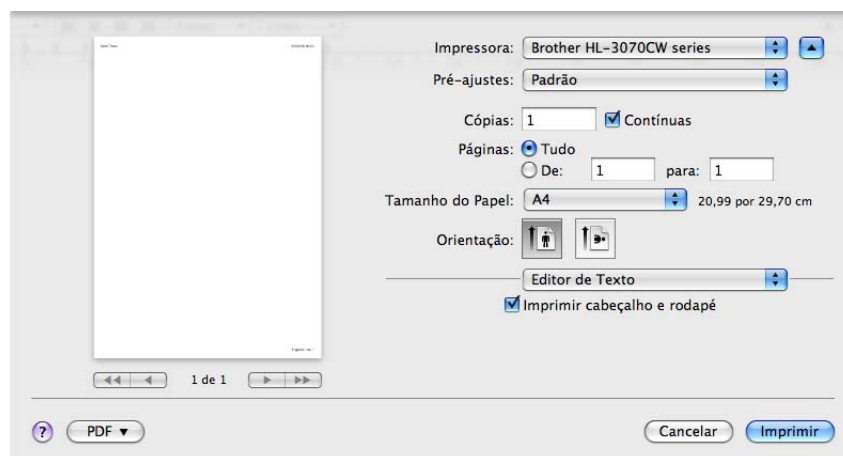 Impressora: Brother HL-3070CW series
Pré-ajustes: Padrão
Cópias: 1 Contínuas
Páginas: Tudo
De: 1 para: 1
Tamanho do Papel: A4 20,99 por 29,70 cm
Orientação:
Editor de Texto
Imprimir cabeçalho e rodapé
1 de 1
? PDF ▼ Cancelar Imprimir